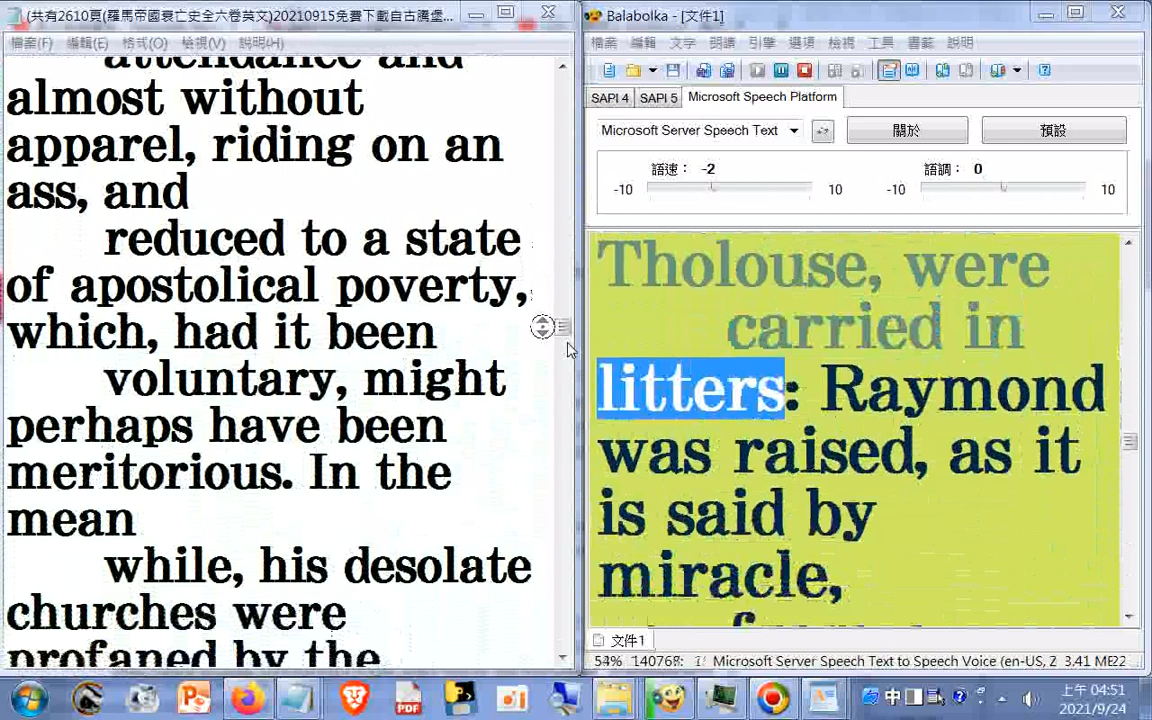 (共有2610頁(羅馬帝國衰亡史全六卷英文)20210915免費下載自古騰堡...
檔案(F) 編輯(E) 格式(O) 檢視(V) 說明(H)
attendance and
almost without
apparel, riding on an
ass, and
reduced to a state
of apostolical poverty,
which, had it been
voluntary, might
perhaps have been
meritorious. In the
mean
while, his desolate
churches were
profaned by the
Balabolka - [文件1]
檔案 編輯 文字 朗讀 引擎 選項 檢視 工具 書籤 說明
SAPI 4 SAPI 5 Microsoft Speech Platform
Microsoft Server Speech Text 關於 預設
語速： -2 語調： 0
-10 10 -10 10
Tholouse, were
carried in
litters: Raymond
was raised, as it
is said by
miracle,
文件1
54% Microsoft Server Speech Text to Speech Voice (en-US, Z
中
上午 04:51
2021/9/24